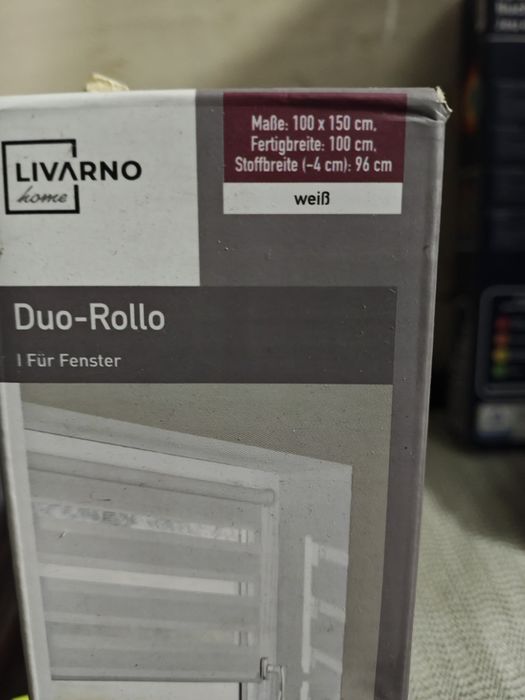 LIVARNO
home
Maße: 100 x 150 cm,
Fertigbreite: 100 cm,
Stoffbreite (-4 cm): 96 cm
weiß
Duo-Rollo
| Für Fenster